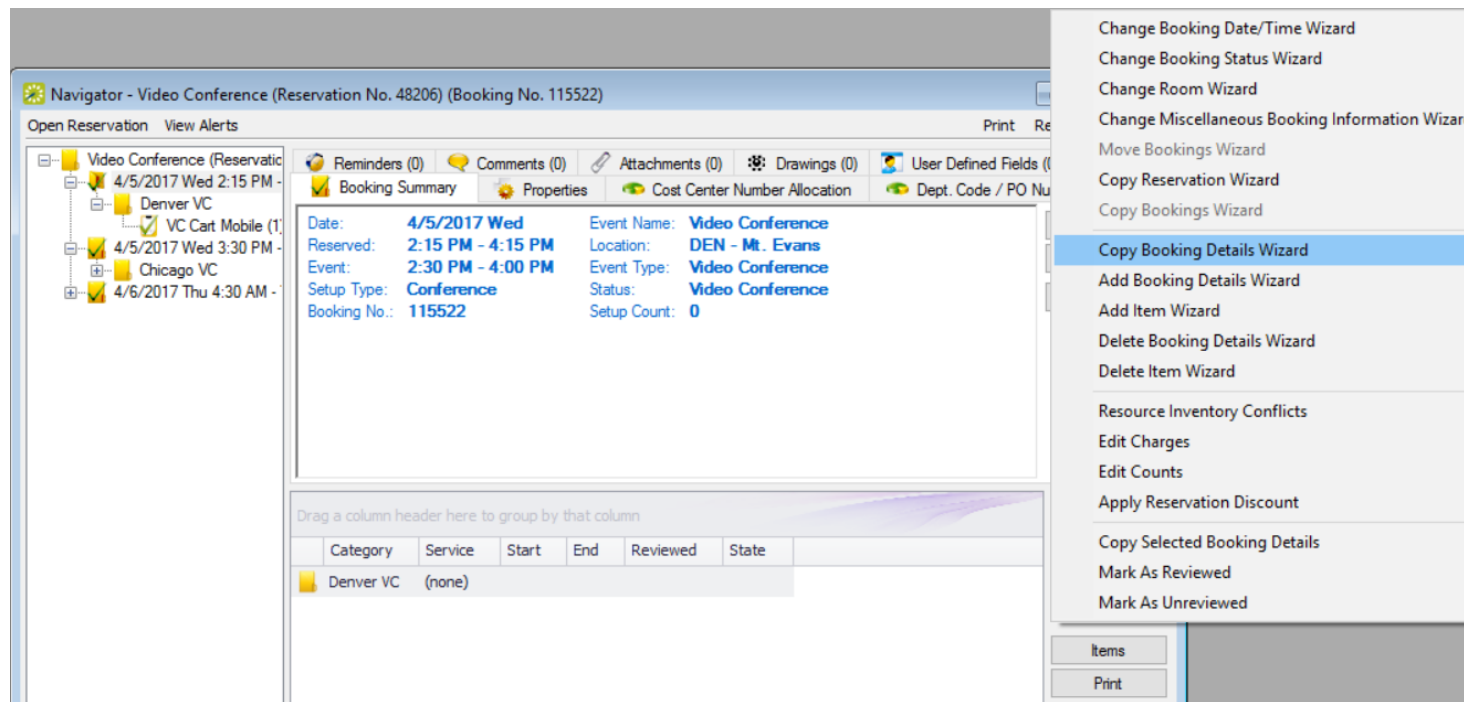 Navigator - Video Conference (Reservation No. 48206) (Booking No. 115522)
Open Reservation View Alerts Print Re
Video Conference (Reservatic
4/5/2017 Wed 2:15 PM -
Denver VC
VC Cart Mobile (1)
4/5/2017 Wed 3:30 PM -
Chicago VC
4/6/2017 Thu 4:30 AM -
Reminders (0) Comments (0) Attachments (0) Drawings (0) User Defined Fields (
Booking Summary Properties Cost Center Number Allocation Dept. Code / PO Nu
Date: 4/5/2017 Wed Event Name: Video Conference
Reserved: 2:15 PM - 4:15 PM Location: DEN - Mt. Evans
Event: 2:30 PM - 4:00 PM Event Type: Video Conference
Setup Type: Conference Status: Video Conference
Booking No.: 115522 Setup Count: 0
Drag a column header here to group by that column
Category Service Start End Reviewed State
Denver VC (none)
Change Booking Date/Time Wizard
Change Booking Status Wizard
Change Room Wizard
Change Miscellaneous Booking Information Wizar
Move Bookings Wizard
Copy Reservation Wizard
Copy Bookings Wizard
Copy Booking Details Wizard
Add Booking Details Wizard
Add Item Wizard
Delete Booking Details Wizard
Delete Item Wizard
Resource Inventory Conflicts
Edit Charges
Edit Counts
Apply Reservation Discount
Copy Selected Booking Details
Mark As Reviewed
Mark As Unreviewed
Items
Print